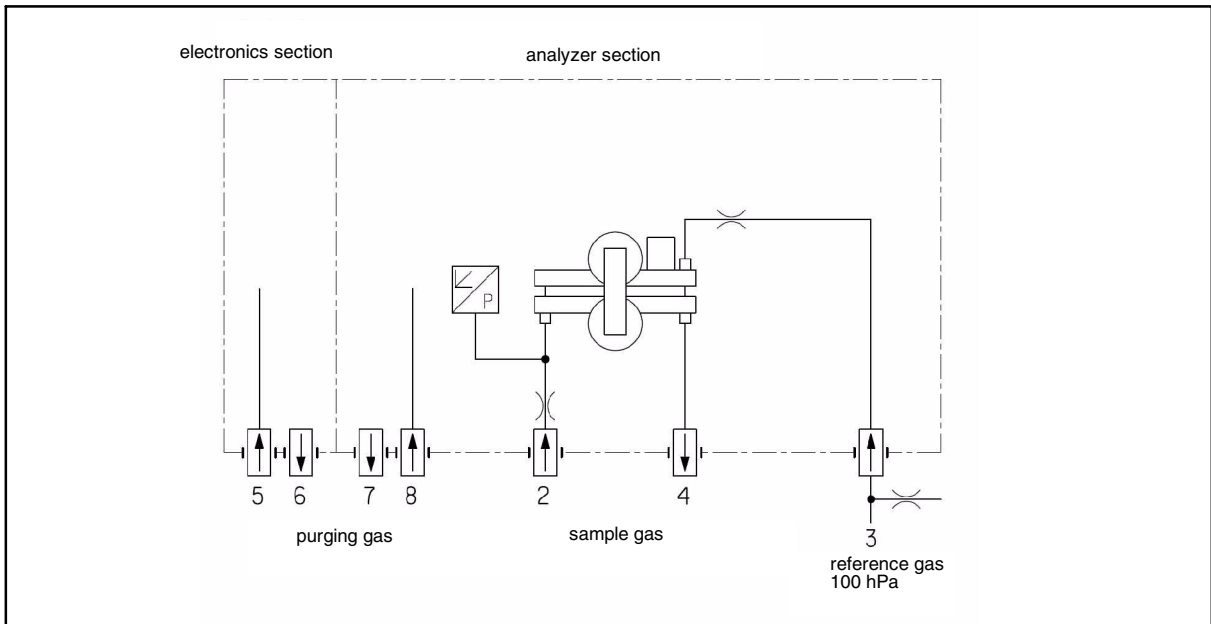 electronics section
analyzer section
P
5 6 7 8 2 4
3
purging gas
sample gas
reference gas
100 hPa